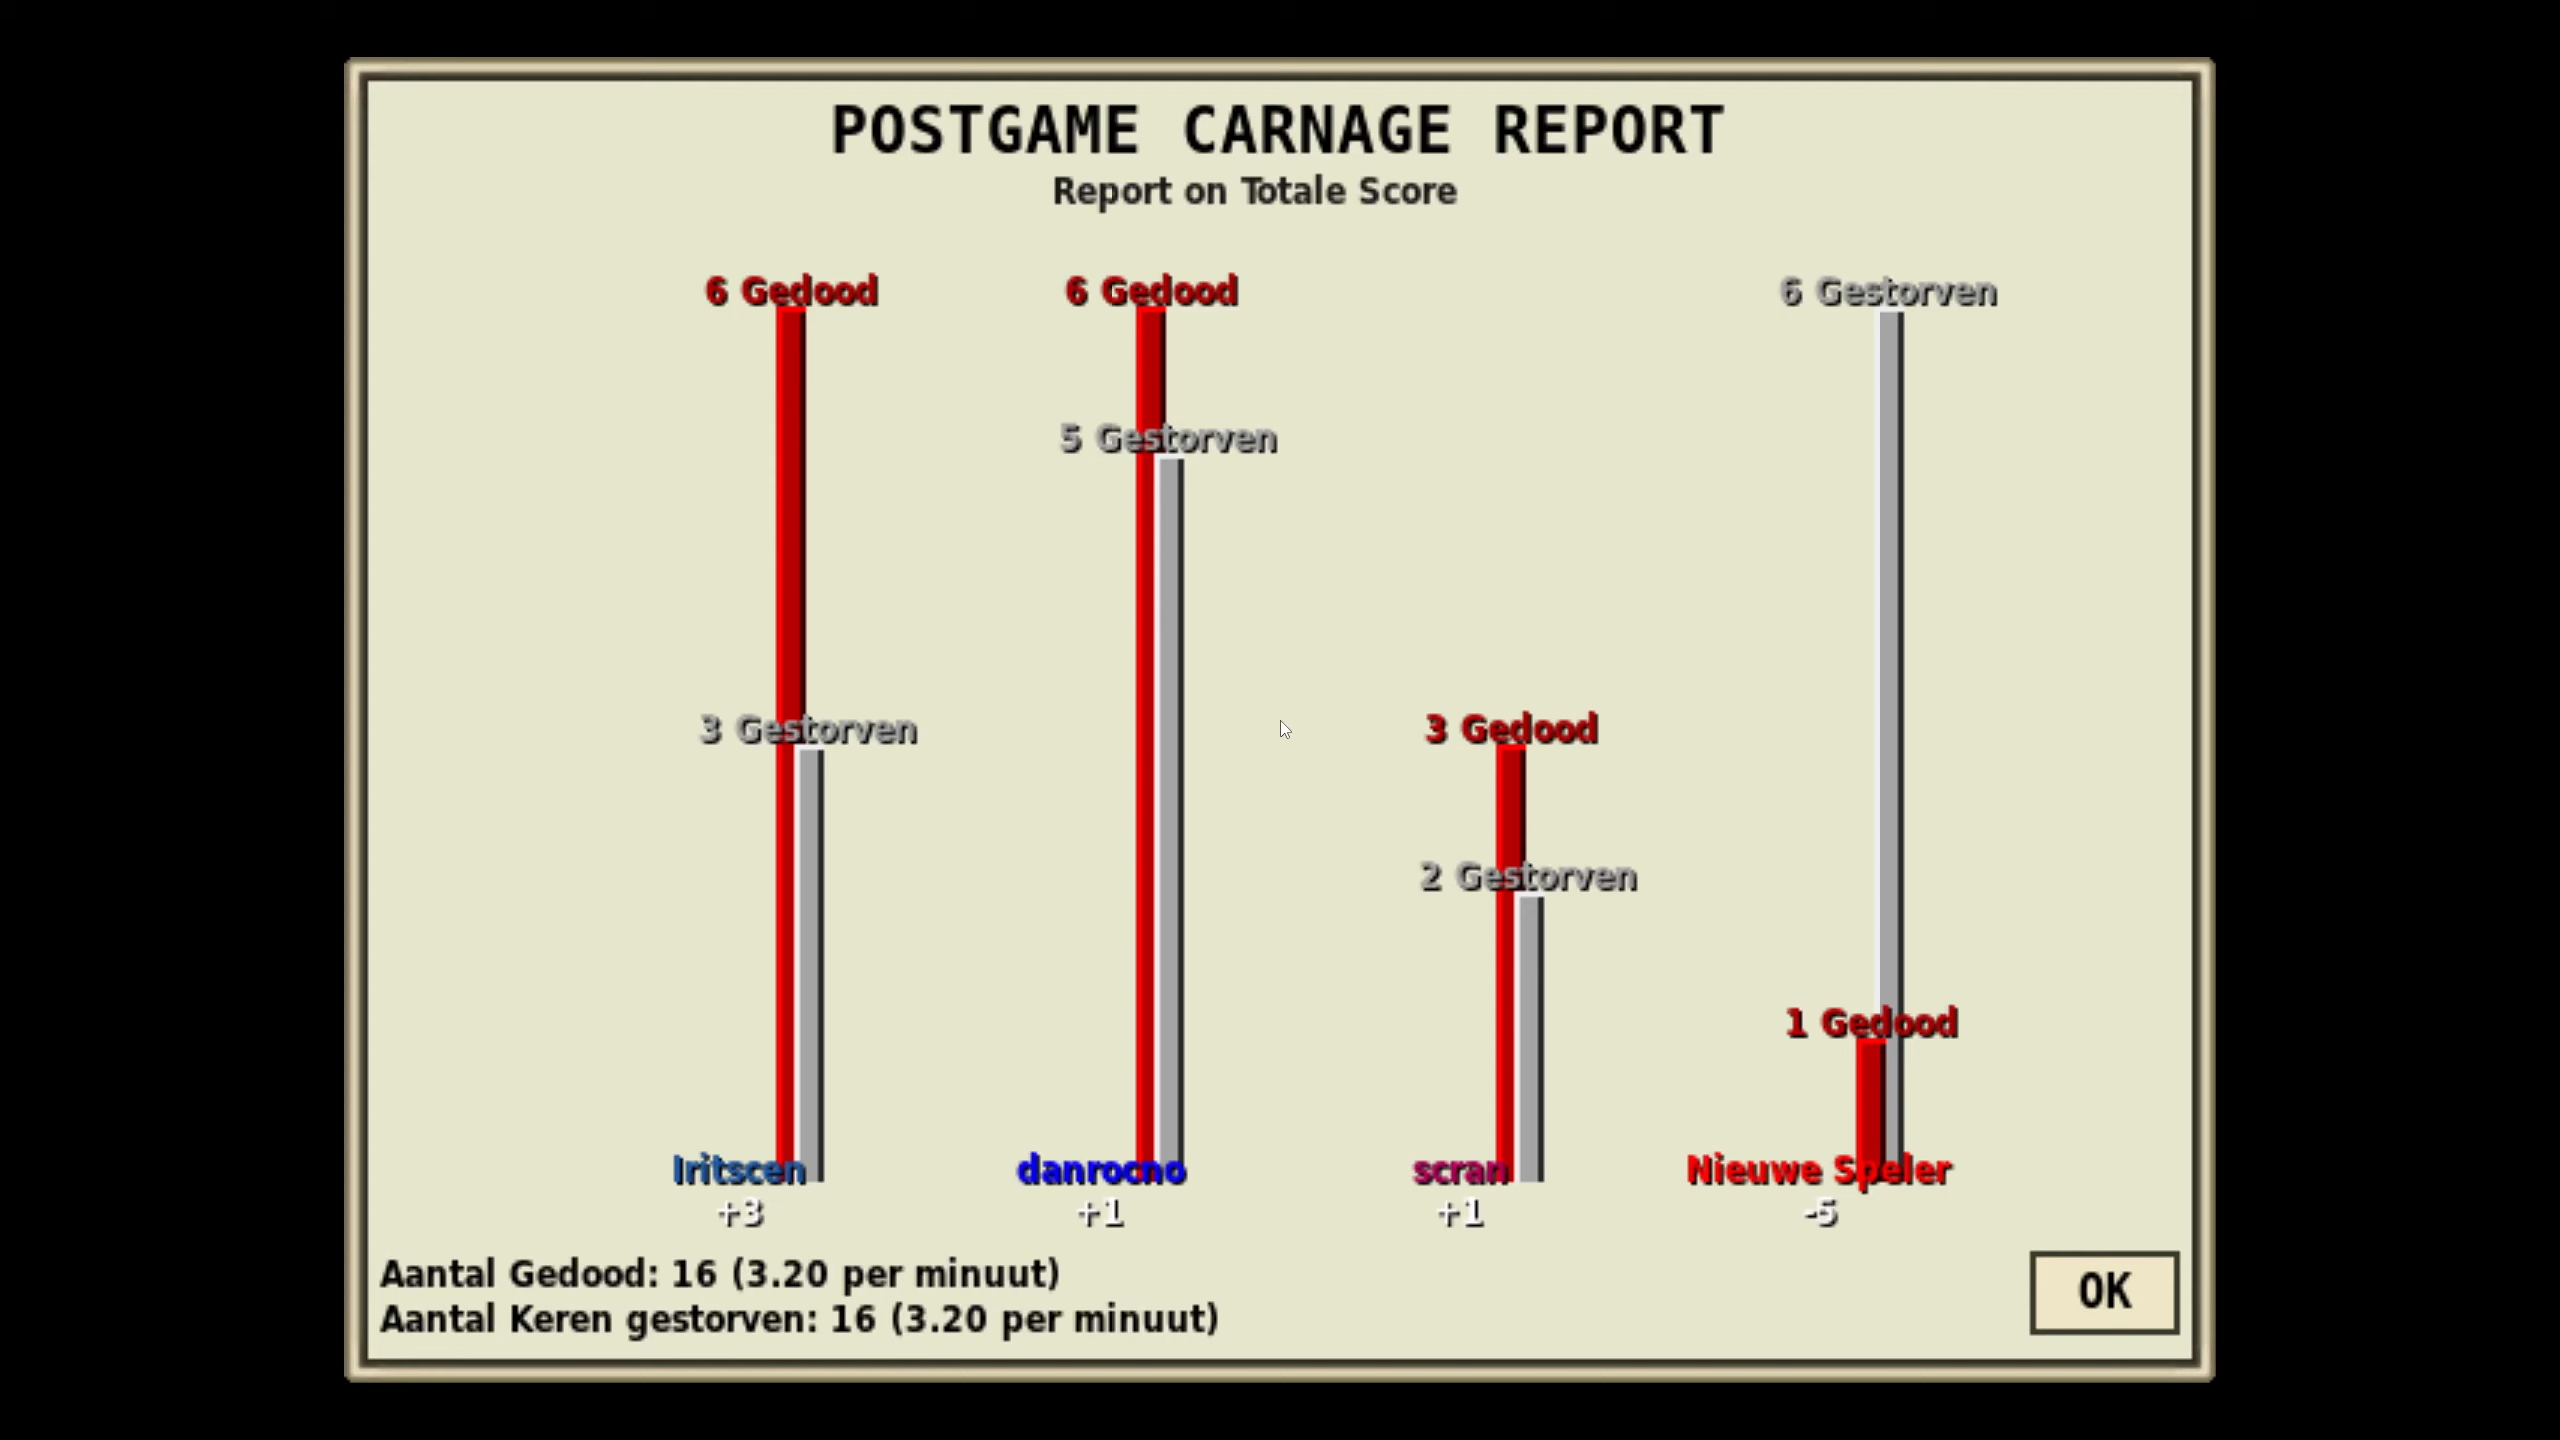 POSTGAME CARNAGE REPORT
Report on Totale Score
6 Gedood
6 Gedood
6 Gestorven
5 Gestorven
3 Gestorven
3 Gedood
2 Gestorven
1 Gedood
Iritscen
danrocno
scran
Nieuwe Speler
+3
+1
+1
-5
Aantal Gedood: 16 (3.20 per minuut)
Aantal Keren gestorven: 16 (3.20 per minuut)
OK